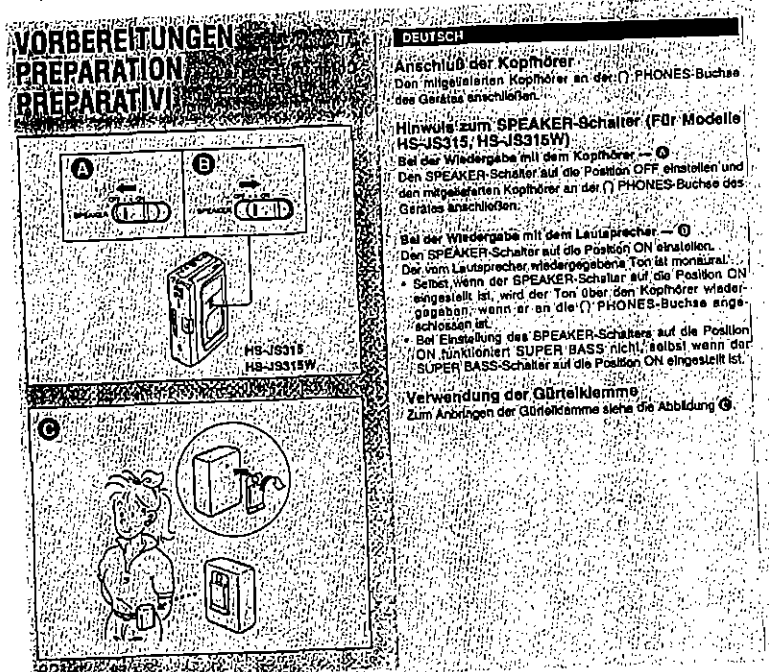 VORBEREITUNGEN
PREPARATION
PREPARATIVI
A
B
SPEAKER OFF ON
SPEAKER OFF ON
HS-JS315
HS-JS315W
C
DEUTSCH
Anschluß der Kopfhörer
Den mitgelieferten Kopfhörer an der PHONES-Buchse
des Gerätes anschließen.
Hinweis zum SPEAKER-Schalter (Für Modelle
HS-JS315, HS-JS315W)
Bei der Wiedergabe mit dem Kopfhörer — A
Den SPEAKER-Schalter auf die Position OFF einstellen und
den mitgelieferten Kopfhörer an der PHONES-Buchse des
Gerätes anschließen.
Bei der Wiedergabe mit dem Lautsprecher — B
Den SPEAKER-Schalter auf die Position ON einstellen.
Der vom Lautsprecher wiedergegebene Ton ist monaural.
• Selbst wenn der SPEAKER-Schalter auf die Position ON
eingestellt ist, wird der Ton über den Kopfhörer wieder-
gegeben, wenn er an die PHONES-Buchse ange-
schlossen ist.
• Bei Einstellung des SPEAKER-Schalters auf die Position
ON funktioniert SUPER BASS nicht, selbst wenn der
SUPER BASS-Schalter auf die Position ON eingestellt ist.
Verwendung der Gürtelklemme
Zum Anbringen der Gürtelklemme siehe die Abbildung C.